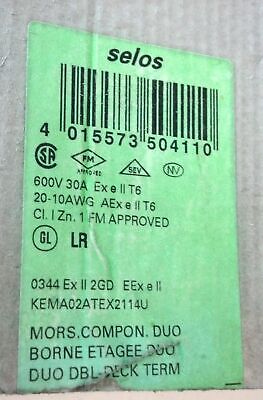 selos
4 015573 504110
SA FM APPROVED SEV NV
600V 30A Ex e II T6
20-10AWG AEx e II T6
Cl. I Zn. 1 FM APPROVED
GL LR
0344 Ex II 2GD EEx e II
KEMA02ATEX2114U
MORS.COMPON. DUO
BORNE ETAGEE DUO
DUO DBL-DECK TERM